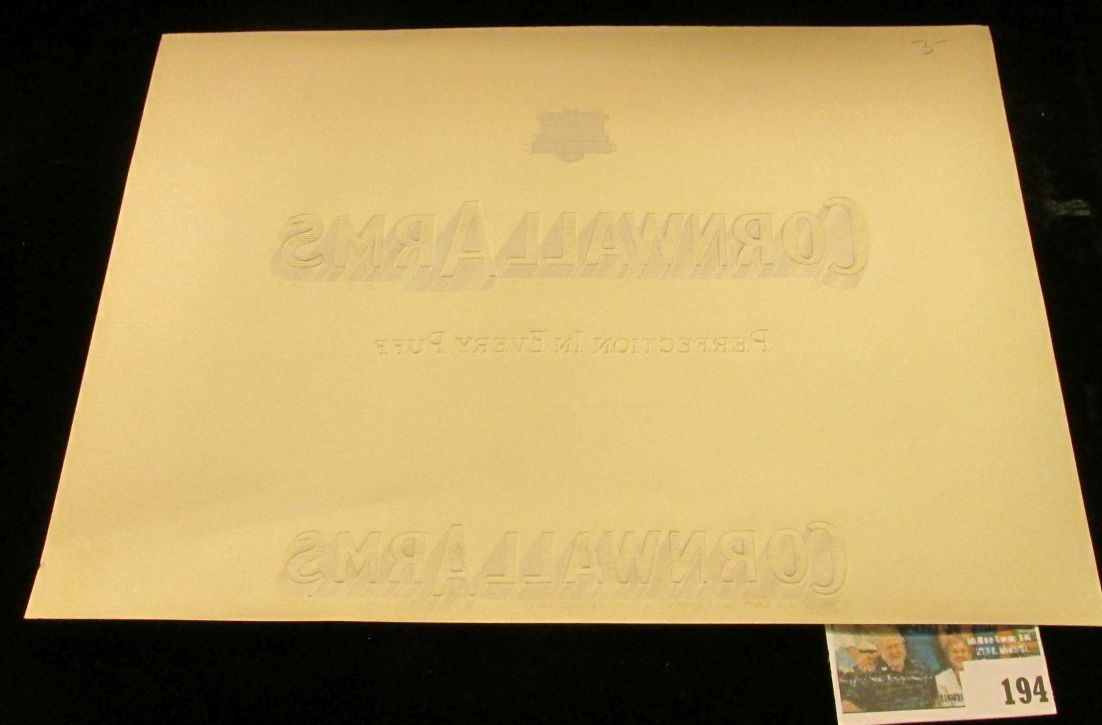 3-
CORNWALL ARMS
PERFECTION IN EVERY PUFF
CORNWALL ARMS
194